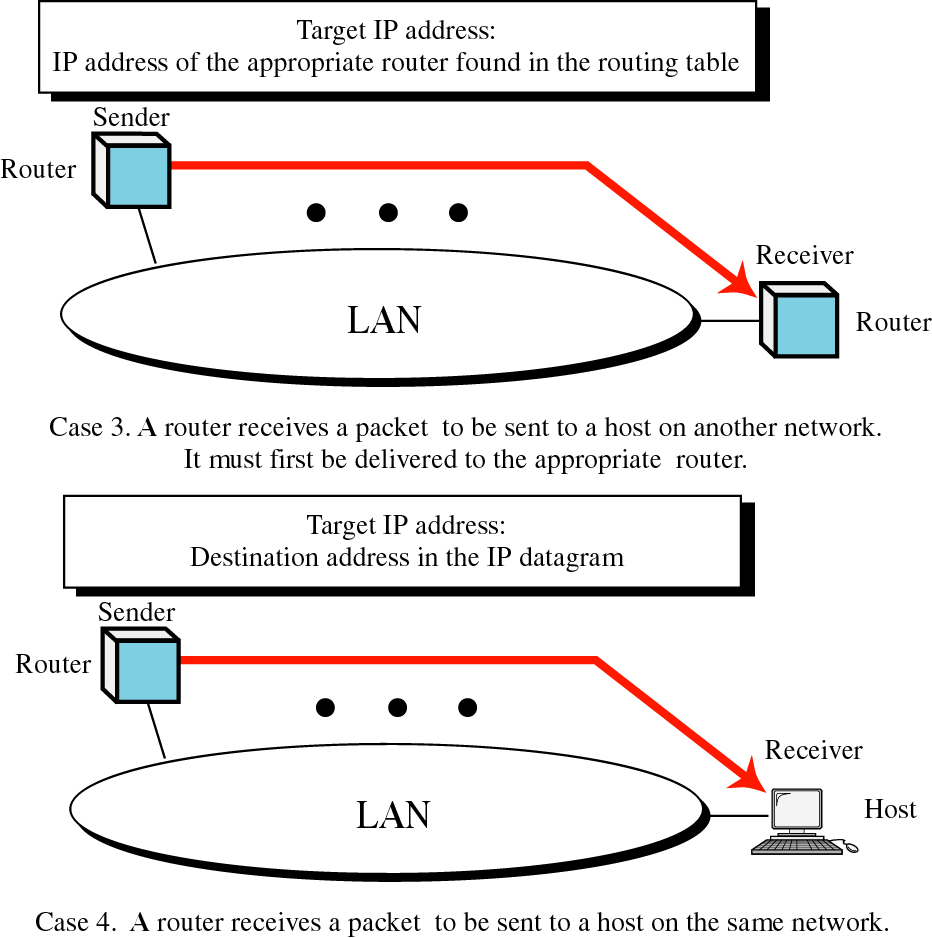 Target IP address:
IP address of the appropriate router found in the routing table
Sender
Router
Receiver
Router
LAN
Case 3. A router receives a packet to be sent to a host on another network.
It must first be delivered to the appropriate router.
Target IP address:
Destination address in the IP datagram
Sender
Router
Receiver
Host
LAN
Case 4. A router receives a packet to be sent to a host on the same network.